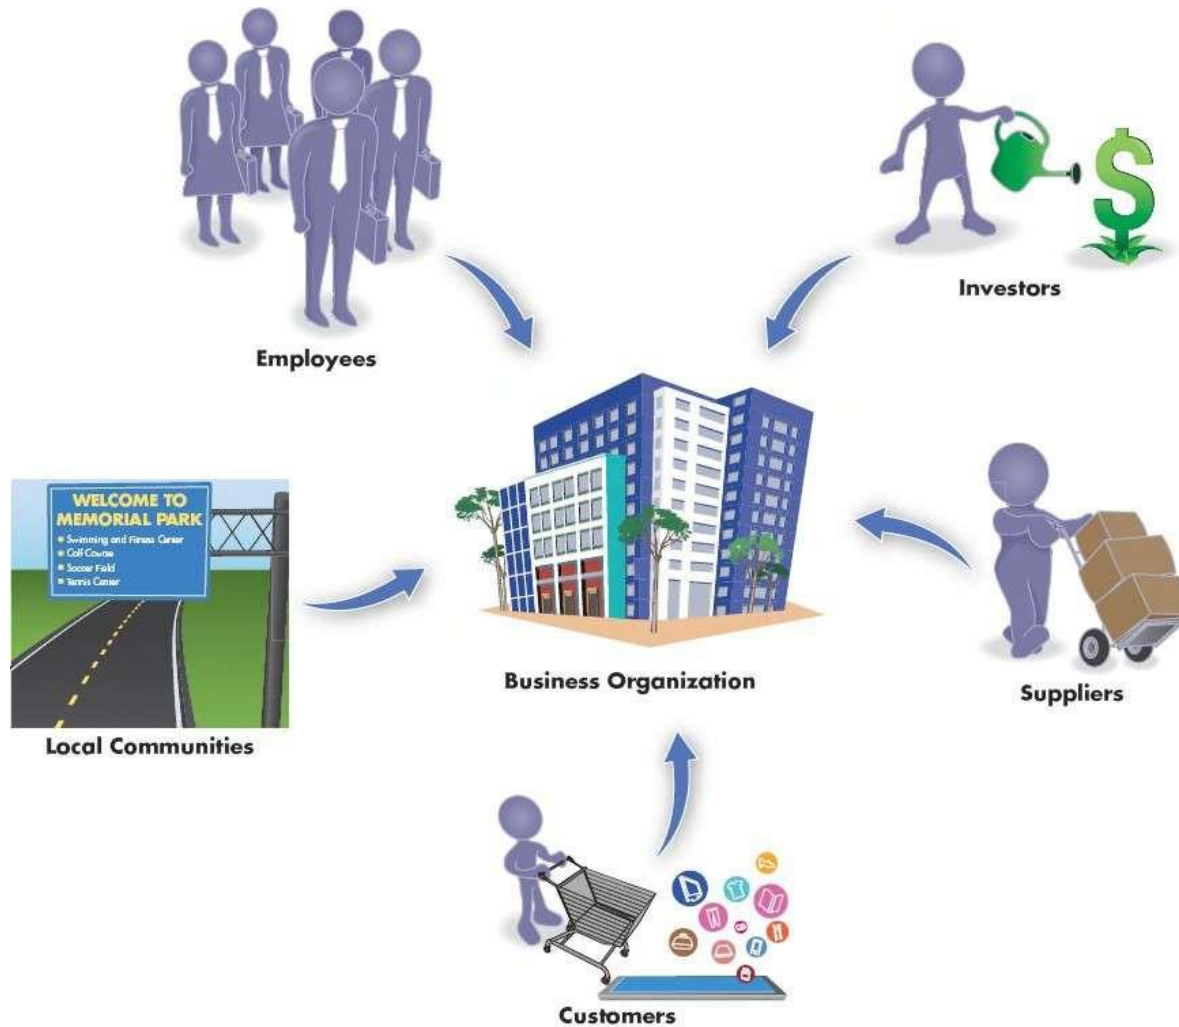 Employees
Investors
WELCOME TO
MEMORIAL PARK
Swimming and Fitness Center
Golf Course
Soccer Field
Tennis Center
Local Communities
Business Organization
Suppliers
Customers